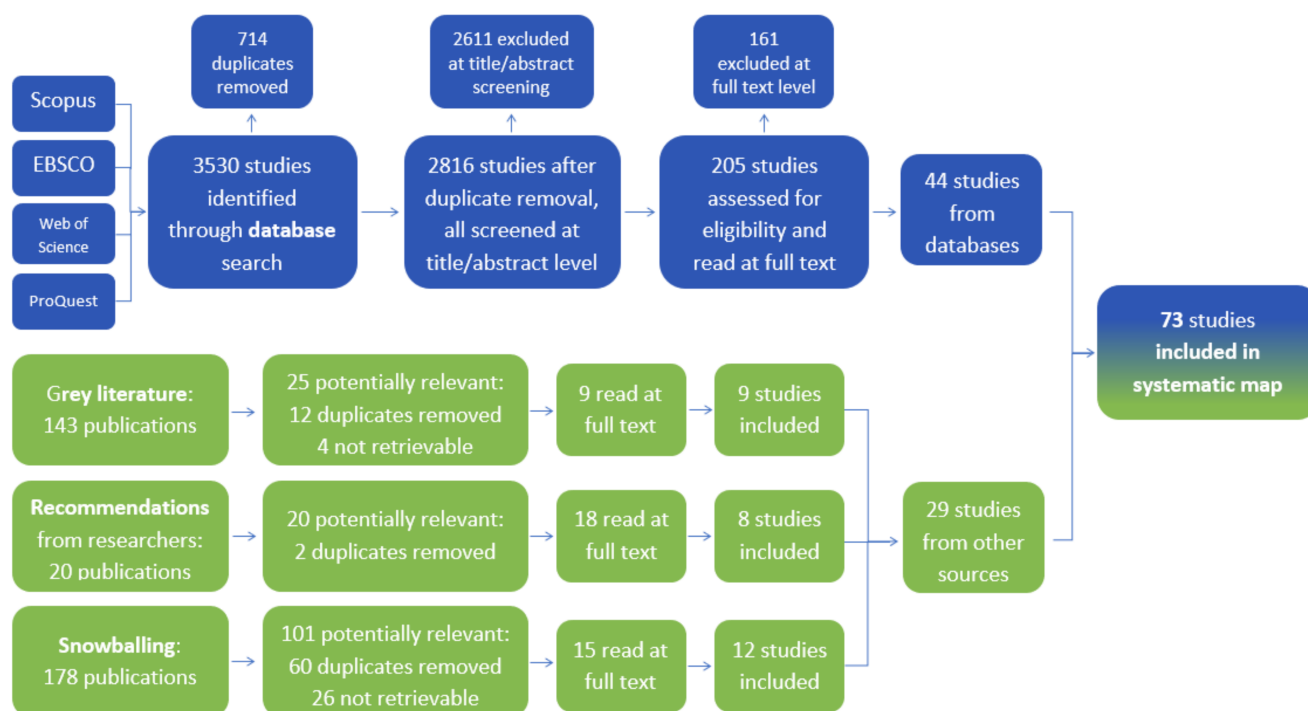 714
duplicates
removed
2611 excluded
at title/abstract
screening
161
excluded at
full text level
Scopus
EBSCO
Web of
Science
ProQuest
3530 studies
identified
through database
search
2816 studies after
duplicate removal,
all screened at
title/abstract level
205 studies
assessed for
eligibility and
read at full text
44 studies
from
databases
73 studies
included in
systematic map
Grey literature:
143 publications
25 potentially relevant:
12 duplicates removed
4 not retrievable
9 read at
full text
9 studies
included
Recommendations
from researchers:
20 publications
20 potentially relevant:
2 duplicates removed
18 read at
full text
8 studies
included
29 studies
from other
sources
Snowballing:
178 publications
101 potentially relevant:
60 duplicates removed
26 not retrievable
15 read at
full text
12 studies
included